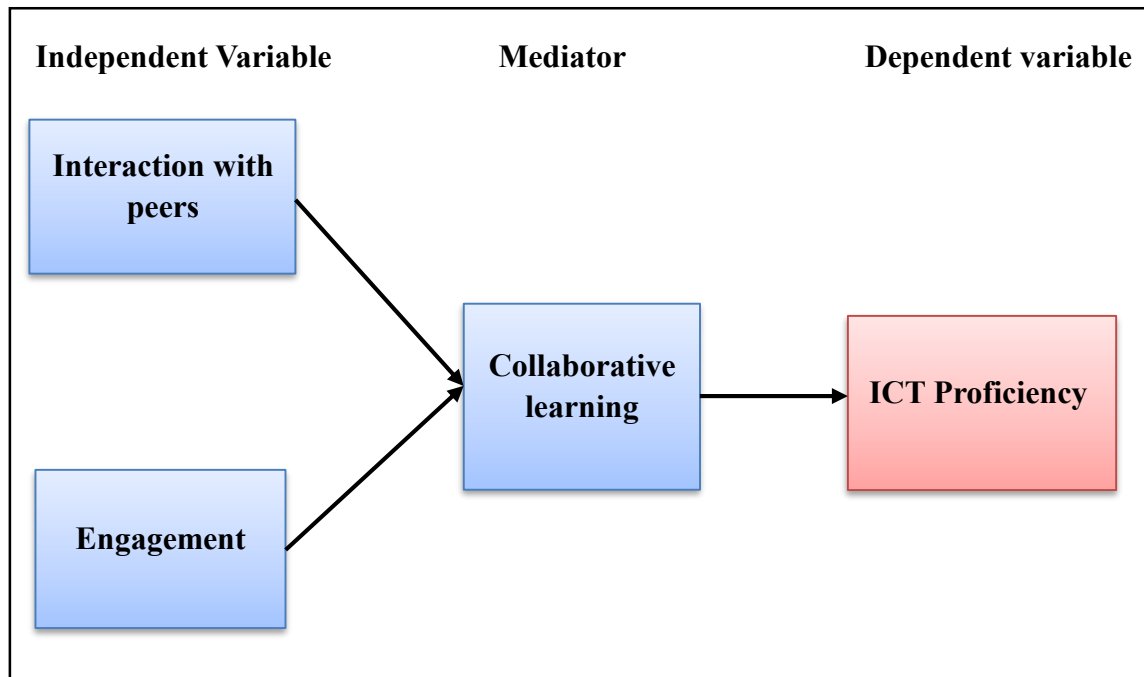 Independent Variable
Mediator
Dependent variable
Interaction with
peers
Collaborative
learning
ICT Proficiency
Engagement